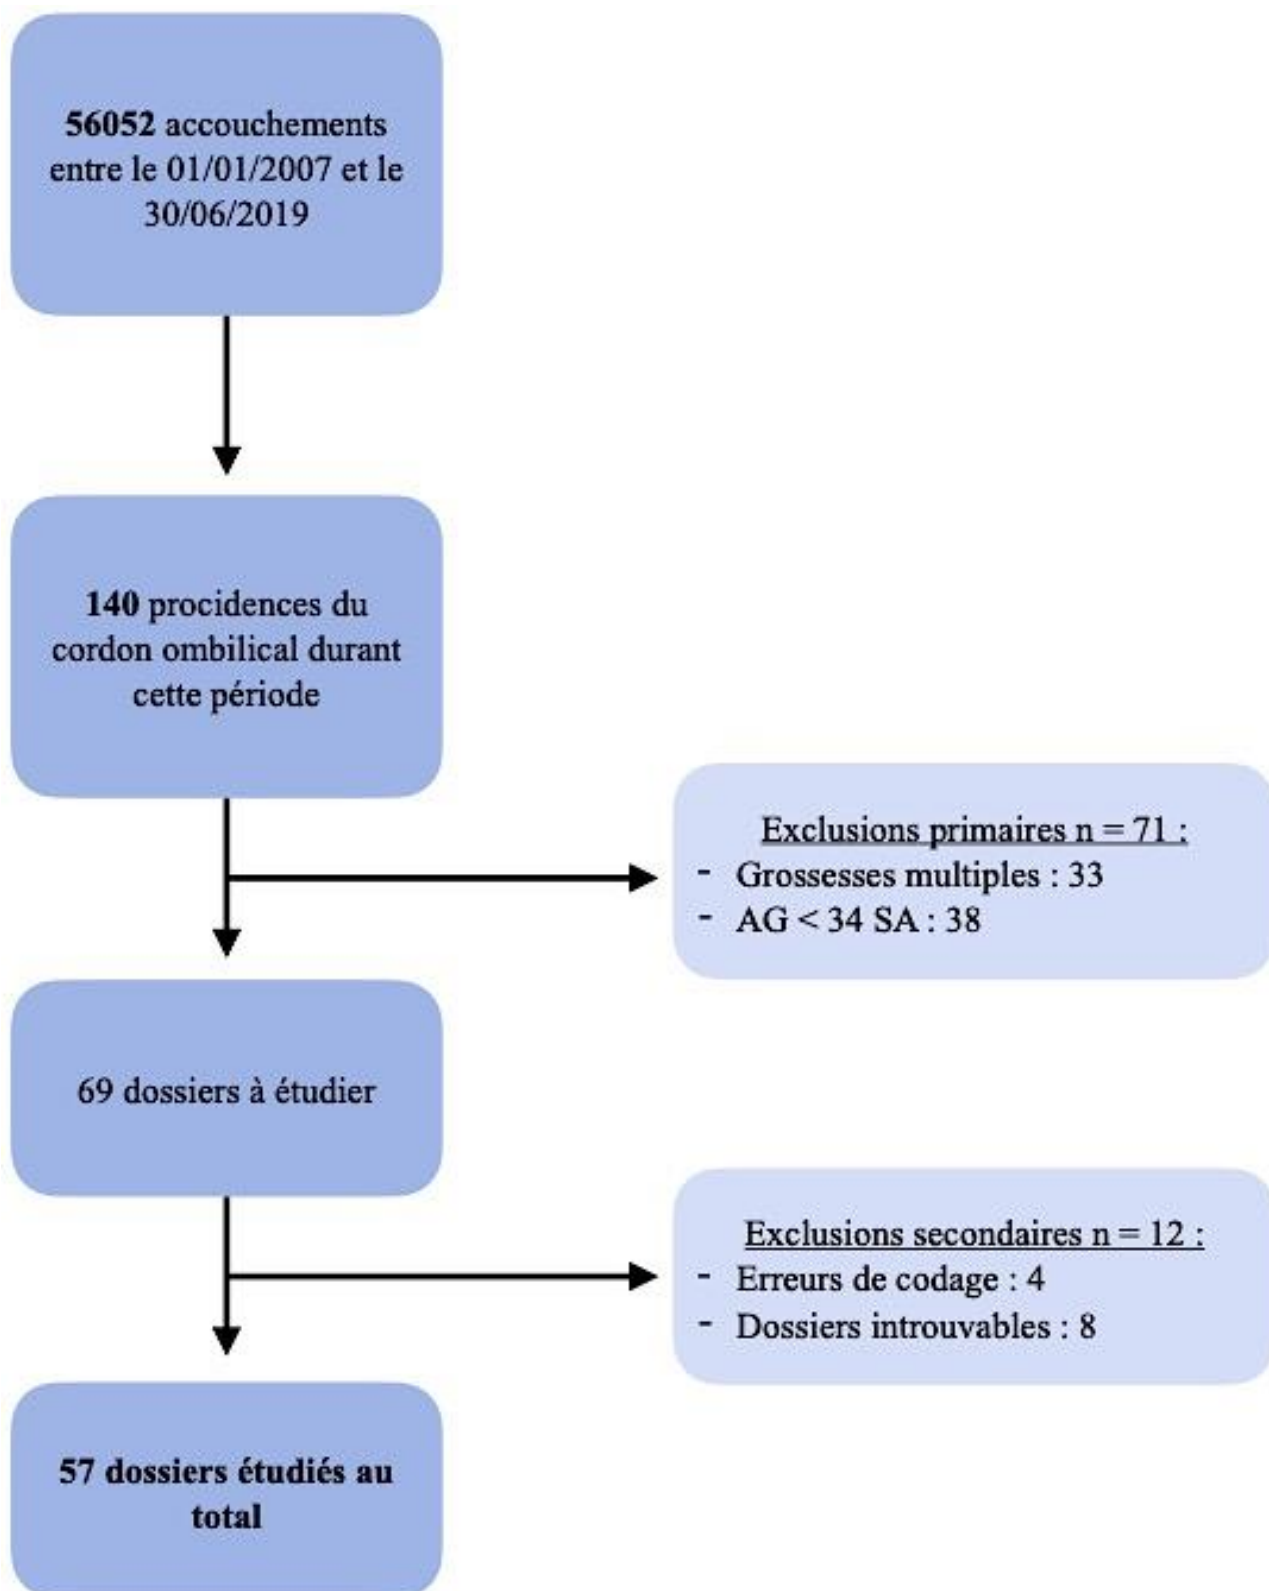 56052 accouchements
entre le 01/01/2007 et le
30/06/2019
140 procidences du
cordon ombilical durant
cette période
Exclusions primaires n = 71 :
- Grossesses multiples : 33
- AG < 34 SA : 38
69 dossiers à étudier
Exclusions secondaires n = 12 :
- Erreurs de codage : 4
- Dossiers introuvables : 8
57 dossiers étudiés au
total